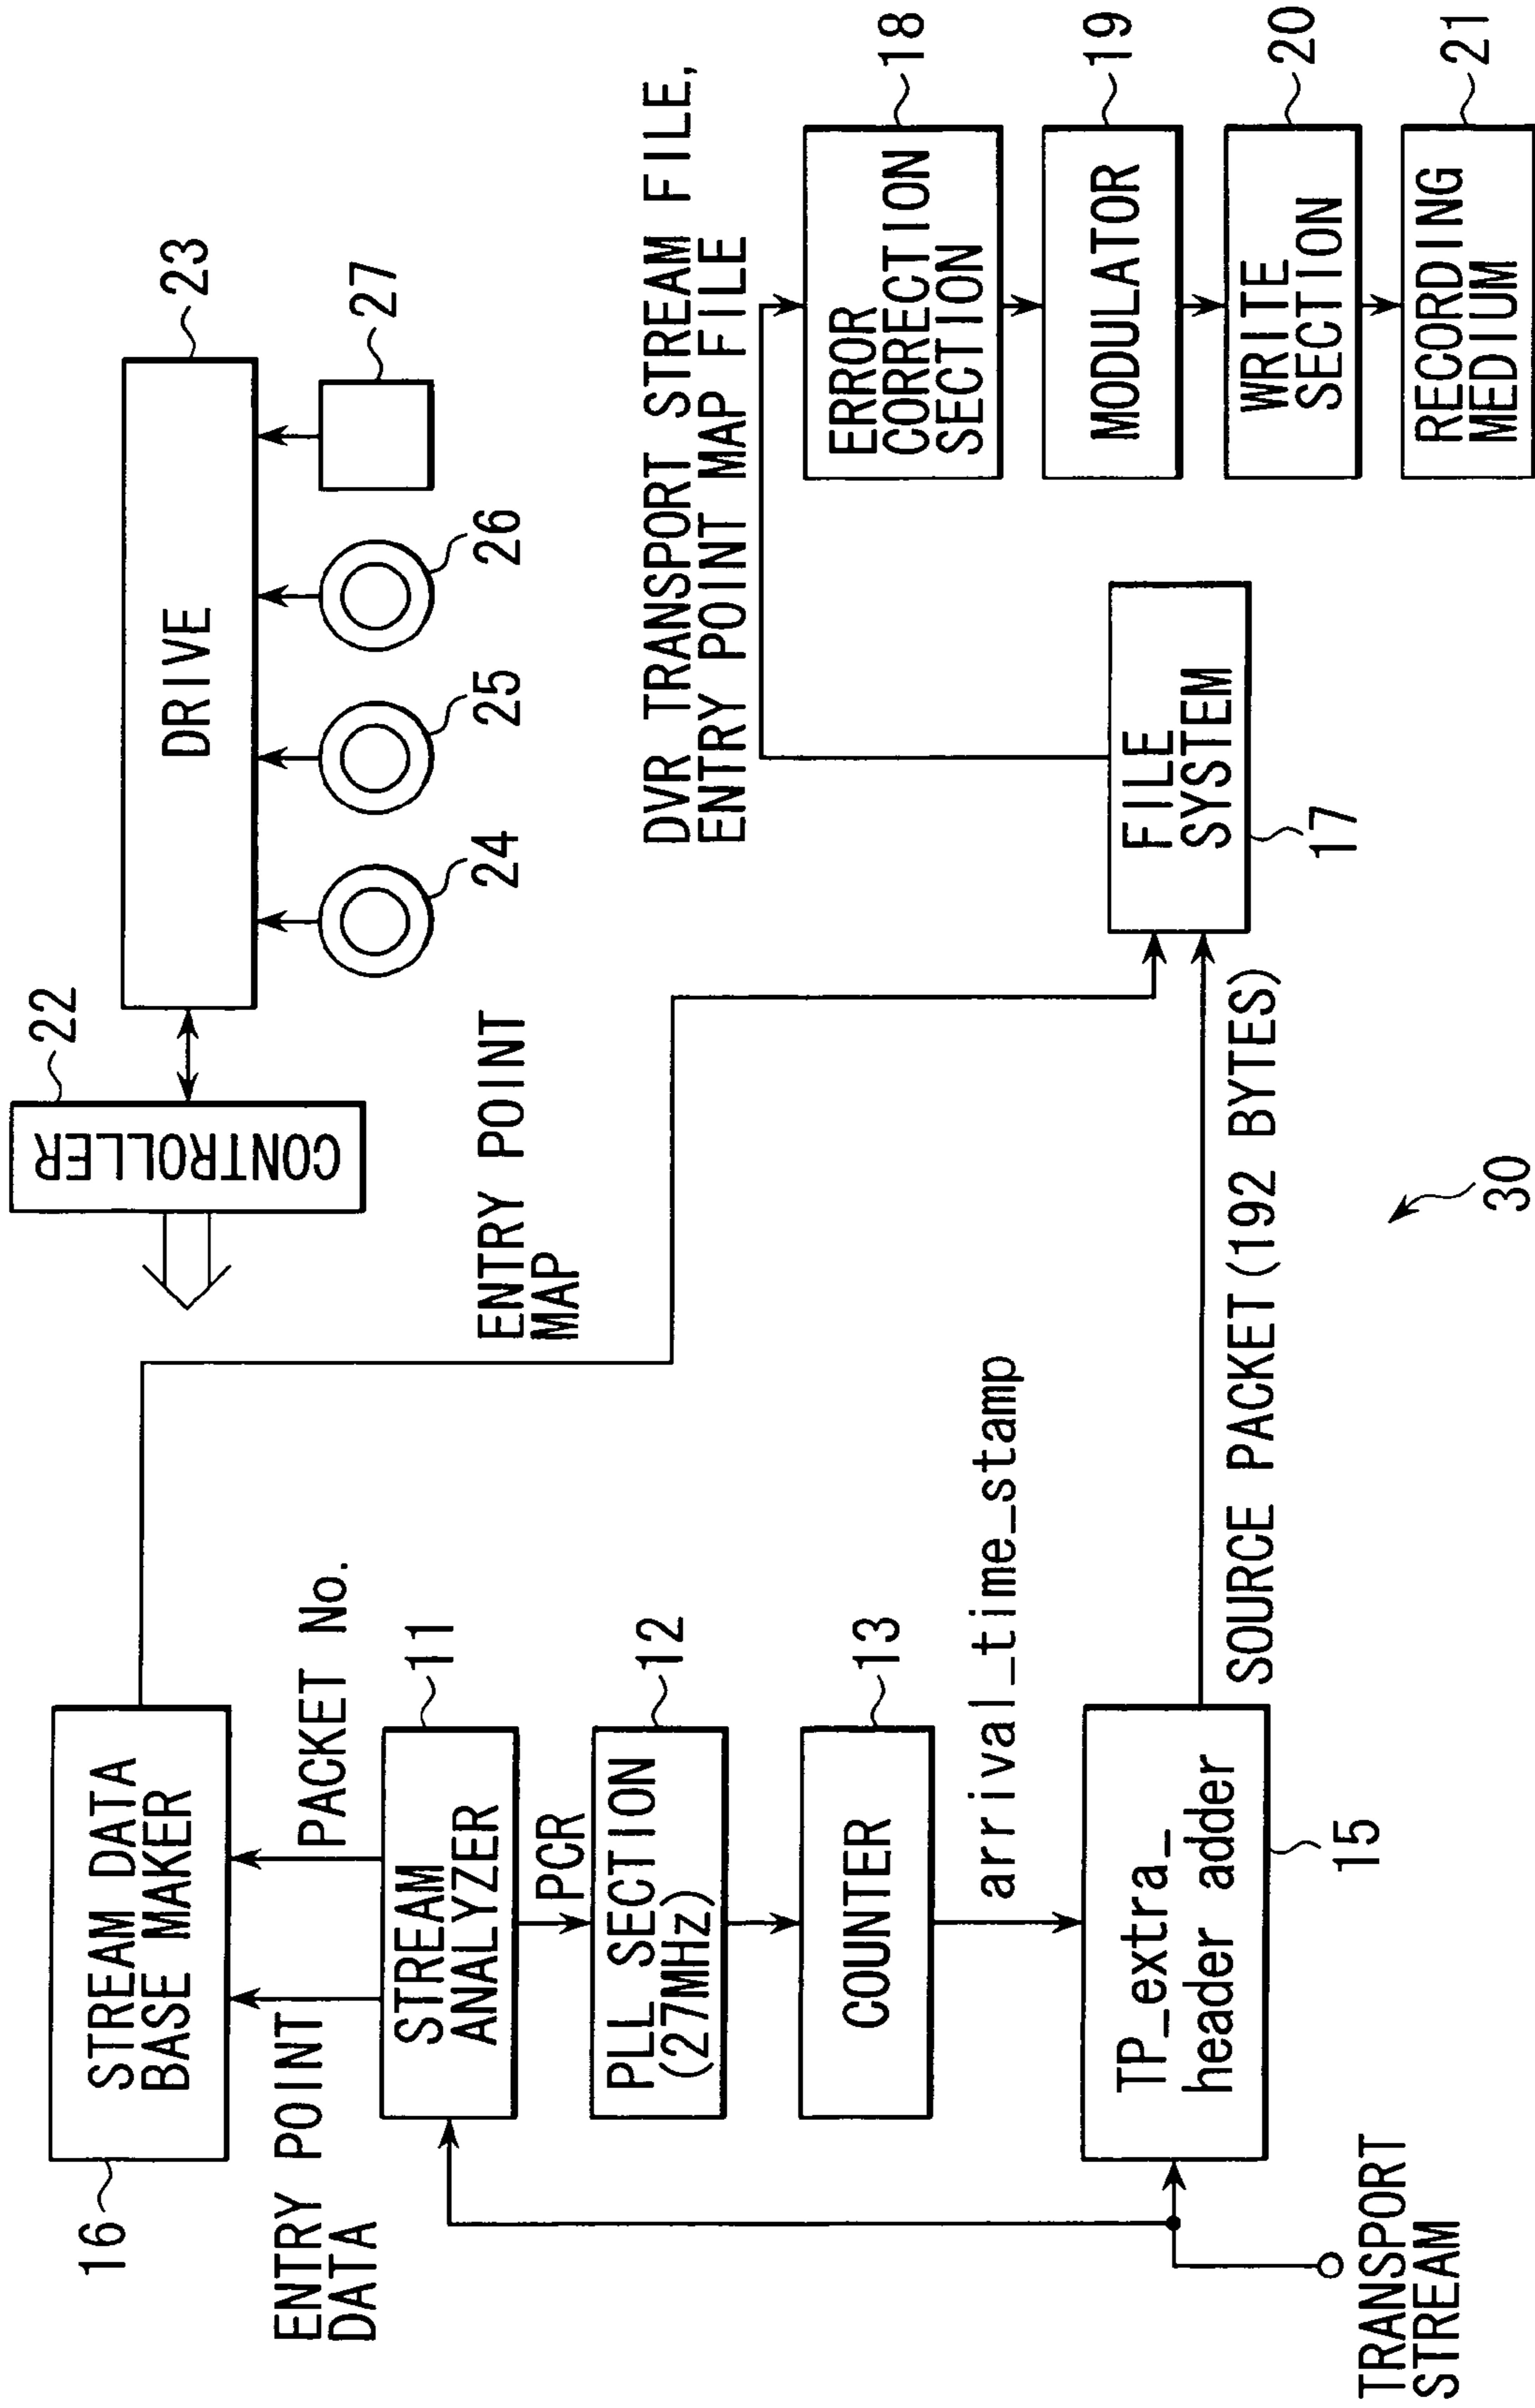 16
STREAM DATA
BASE MAKER
ENTRY POINT
DATA
PACKET No.
STREAM
ANALYZER
11
PCR
PLL SECTION
(27MHz)
12
COUNTER
13
arrival_time_stamp
TP_extra_
header adder
15
TRANSPORT
STREAM
SOURCE PACKET(192 BYTES)
ENTRY POINT
MAP
CONTROLLER
22
DRIVE
23
24
25
26
27
FILE
SYSTEM
17
DVR TRANSPORT STREAM FILE,
ENTRY POINT MAP FILE
ERROR
CORRECTION
SECTION
18
MODULATOR
19
WRITE
SECTION
20
RECORDING
MEDIUM
21
30